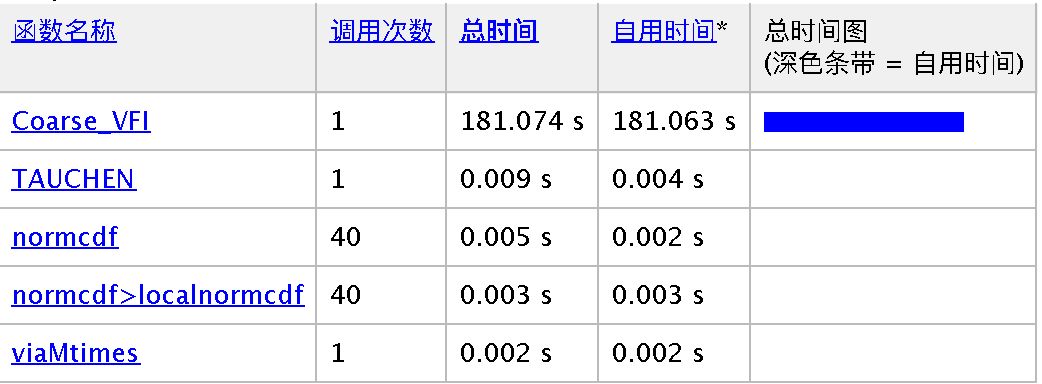 函数名称 调用次数 总时间 自用时间* 总时间图
(深色条带 = 自用时间)
Coarse_VFI 1 181.074 s 181.063 s
TAUCHEN 1 0.009 s 0.004 s
normcdf 40 0.005 s 0.002 s
normcdf>localnormcdf 40 0.003 s 0.003 s
viaMtimes 1 0.002 s 0.002 s